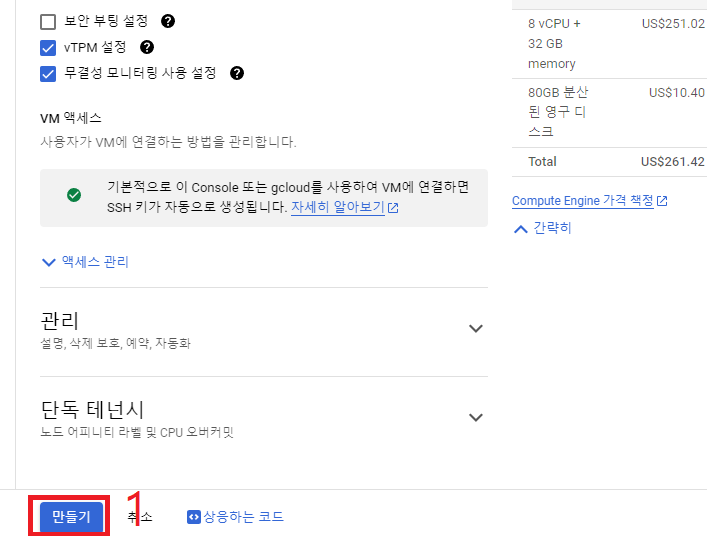 보안 부팅 설정
vTPM 설정
무결성 모니터링 사용 설정
VM 액세스
사용자가 VM에 연결하는 방법을 관리합니다.
기본적으로 이 Console 또는 gcloud를 사용하여 VM에 연결하면
SSH 키가 자동으로 생성됩니다. 자세히 알아보기
액세스 관리
관리
설명, 삭제 보호, 예약, 자동화
단독 테넌시
노드 어피니티 라벨 및 CPU 오버커밋
만들기
1
취소
상응하는 코드
8 vCPU + US$251.02
32 GB
memory
80GB 분산 US$10.40
된 영구 디
스크
Total US$261.42
Compute Engine 가격 책정
간략히